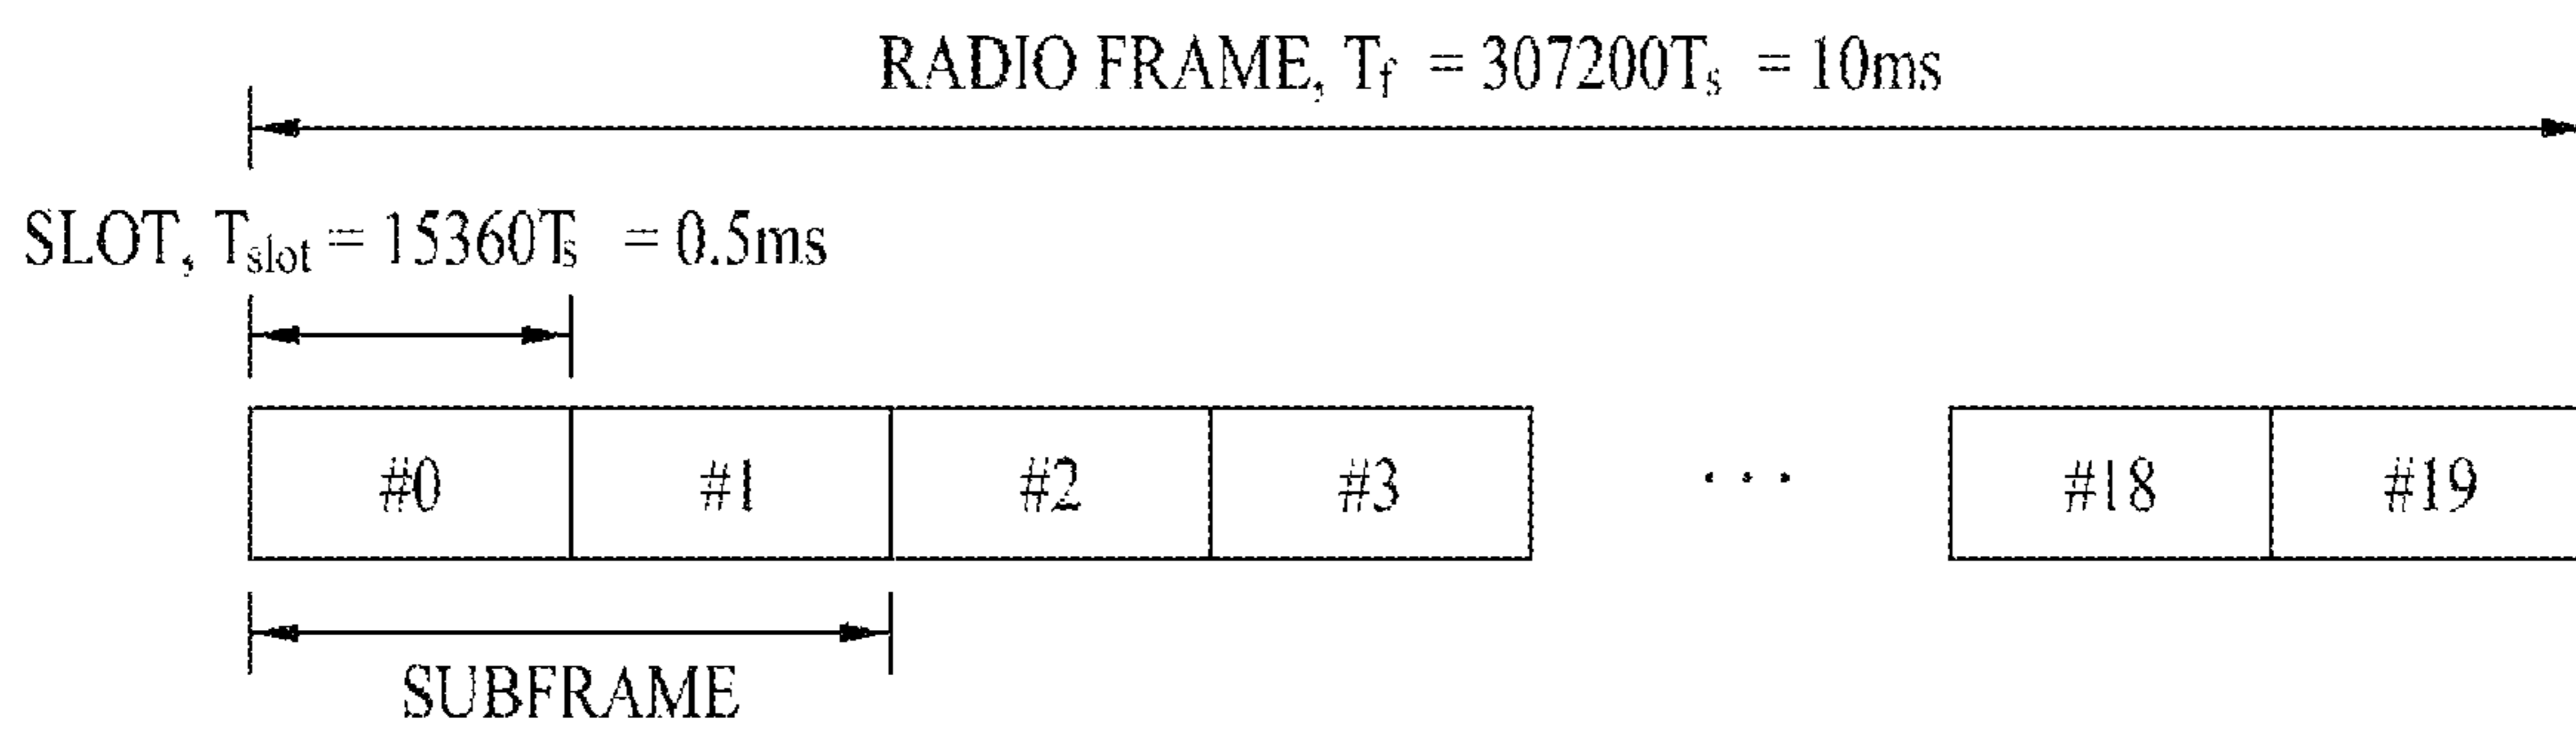 RADIO FRAME, Tf = 307200Ts = 10ms
SLOT, Tslot = 15360Ts = 0.5ms
#0 #1 #2 #3 ··· #18 #19
SUBFRAME